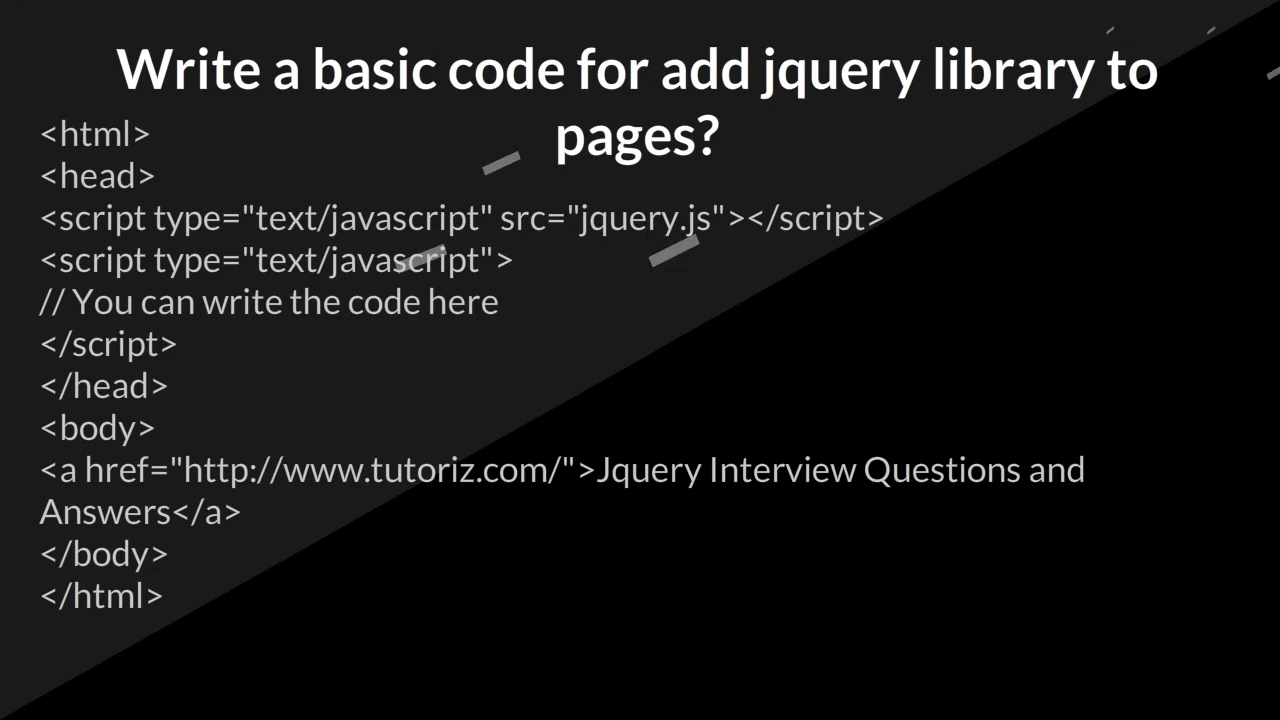 Write a basic code for add jquery library to
pages?
<html>
<head>
<script type="text/javascript" src="jquery.js"></script>
<script type="text/javascript">
// You can write the code here
</script>
</head>
<body>
<a href="http://www.tutoriz.com/">Jquery Interview Questions and
Answers</a>
</body>
</html>